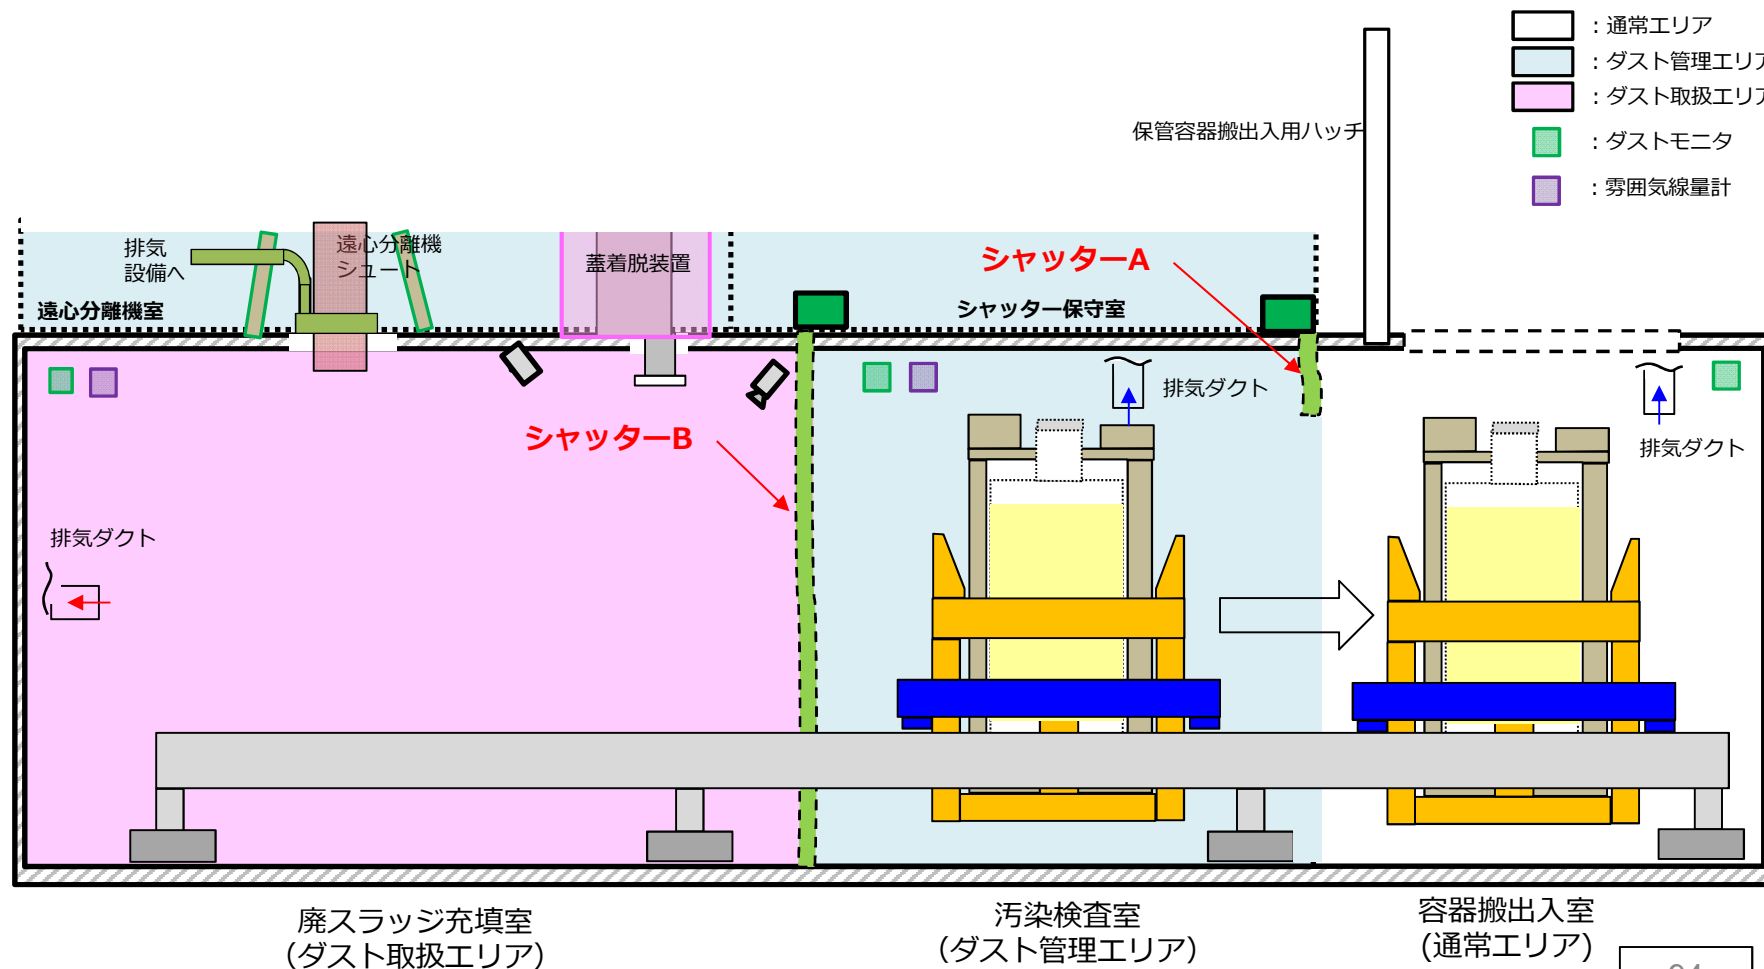 ：通常エリア
：ダスト管理エリア
：ダスト取扱エリア
：ダストモニタ
：雰囲気線量計
保管容器搬出入用ハッチ
排気
設備へ
遠心分離機
シュート
蓋着脱装置
シャッターA
遠心分離機室
シャッター保守室
排気ダクト
シャッターB
排気ダクト
排気ダクト
廃スラッジ充填室
（ダスト取扱エリア）
汚染検査室
（ダスト管理エリア）
容器搬出入室
(通常エリア)